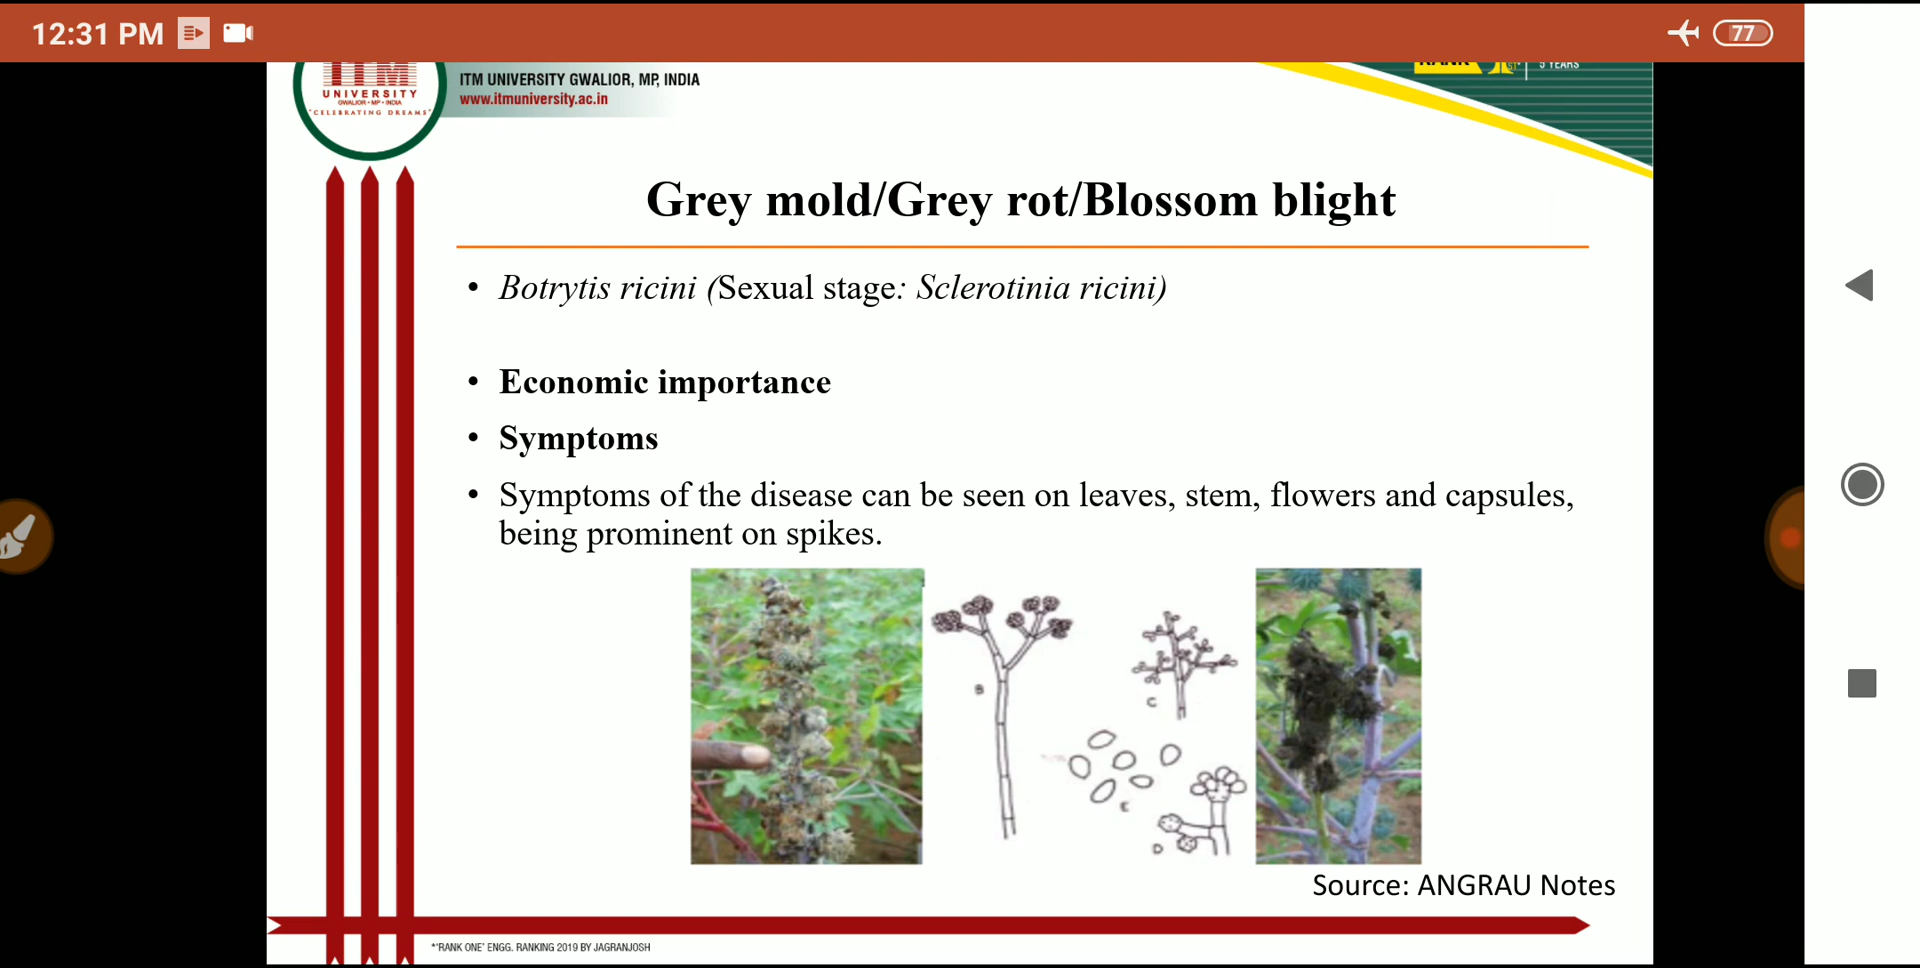 12:31 PM
77
ITM
UNIVERSITY
GWALIOR • MP • INDIA
"CELEBRATING DREAMS"
ITM UNIVERSITY GWALIOR, MP, INDIA
www.itmuniversity.ac.in
RANK
ST*
5 YEARS
Grey mold/Grey rot/Blossom blight
• Botrytis ricini (Sexual stage: Sclerotinia ricini)
• Economic importance
• Symptoms
• Symptoms of the disease can be seen on leaves, stem, flowers and capsules,
being prominent on spikes.
B
C
E
D
Source: ANGRAU Notes
*'RANK ONE' ENGG. RANKING 2019 BY JAGRANJOSH